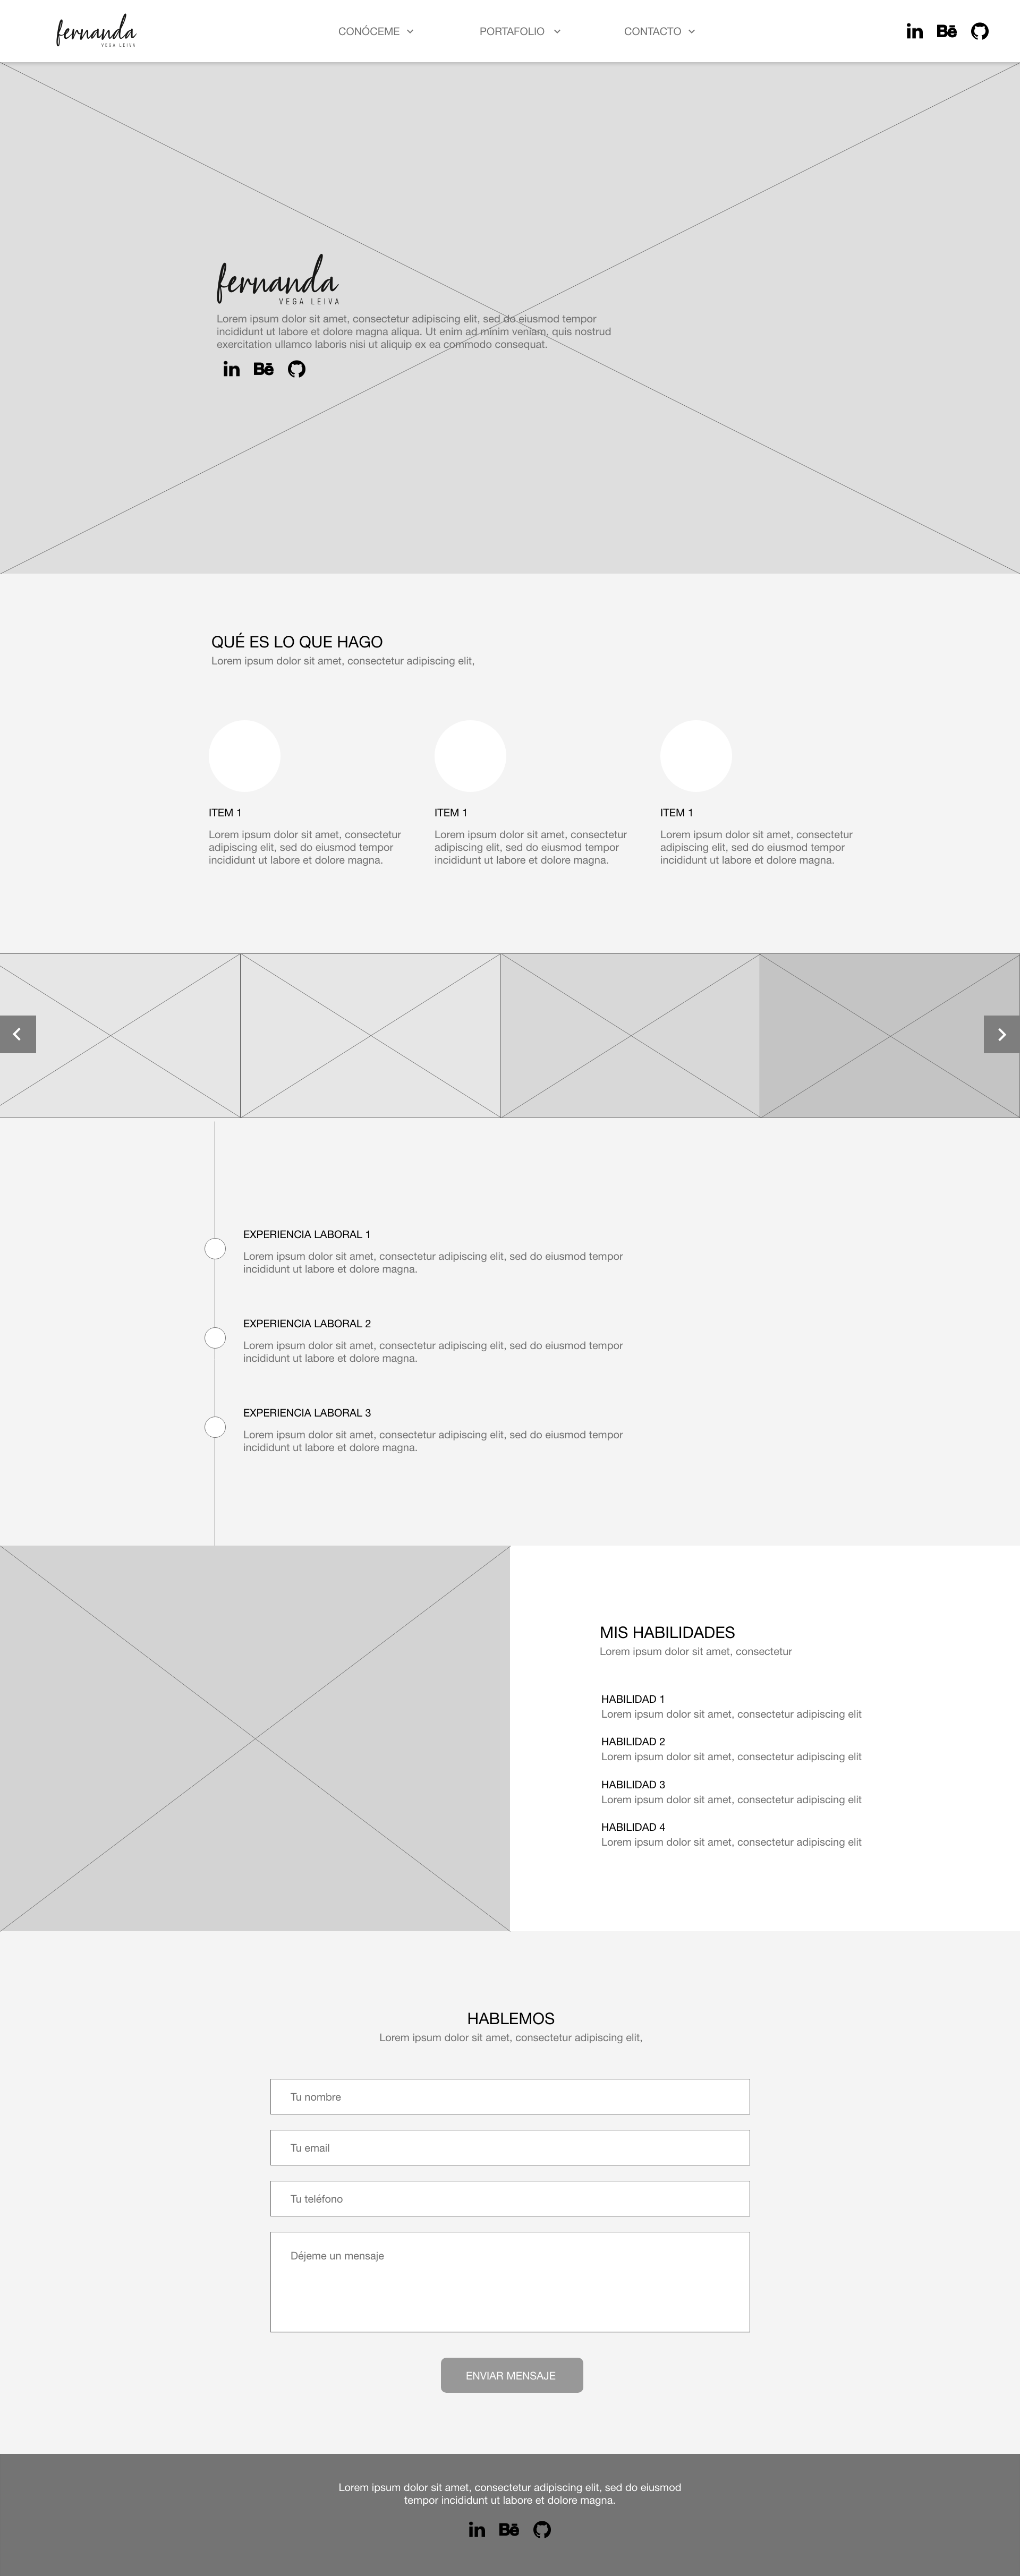 fernanda
VEGA LEIVA
CONÓCEME
PORTAFOLIO
CONTACTO
in Bē
fernanda
VEGA LEIVA
Lorem ipsum dolor sit amet, consectetur adipiscing elit, sed do eiusmod tempor
incididunt ut labore et dolore magna aliqua. Ut enim ad minim veniam, quis nostrud
exercitation ullamco laboris nisi ut aliquip ex ea commodo consequat.
in Bē
QUÉ ES LO QUE HAGO
Lorem ipsum dolor sit amet, consectetur adipiscing elit,
ITEM 1
Lorem ipsum dolor sit amet, consectetur
adipiscing elit, sed do eiusmod tempor
incididunt ut labore et dolore magna.
ITEM 1
Lorem ipsum dolor sit amet, consectetur
adipiscing elit, sed do eiusmod tempor
incididunt ut labore et dolore magna.
ITEM 1
Lorem ipsum dolor sit amet, consectetur
adipiscing elit, sed do eiusmod tempor
incididunt ut labore et dolore magna.
EXPERIENCIA LABORAL 1
Lorem ipsum dolor sit amet, consectetur adipiscing elit, sed do eiusmod tempor
incididunt ut labore et dolore magna.
EXPERIENCIA LABORAL 2
Lorem ipsum dolor sit amet, consectetur adipiscing elit, sed do eiusmod tempor
incididunt ut labore et dolore magna.
EXPERIENCIA LABORAL 3
Lorem ipsum dolor sit amet, consectetur adipiscing elit, sed do eiusmod tempor
incididunt ut labore et dolore magna.
MIS HABILIDADES
Lorem ipsum dolor sit amet, consectetur
HABILIDAD 1
Lorem ipsum dolor sit amet, consectetur adipiscing elit
HABILIDAD 2
Lorem ipsum dolor sit amet, consectetur adipiscing elit
HABILIDAD 3
Lorem ipsum dolor sit amet, consectetur adipiscing elit
HABILIDAD 4
Lorem ipsum dolor sit amet, consectetur adipiscing elit
HABLEMOS
Lorem ipsum dolor sit amet, consectetur adipiscing elit,
Tu nombre
Tu email
Tu teléfono
Déjeme un mensaje
ENVIAR MENSAJE
Lorem ipsum dolor sit amet, consectetur adipiscing elit, sed do eiusmod
tempor incididunt ut labore et dolore magna.
in Bē